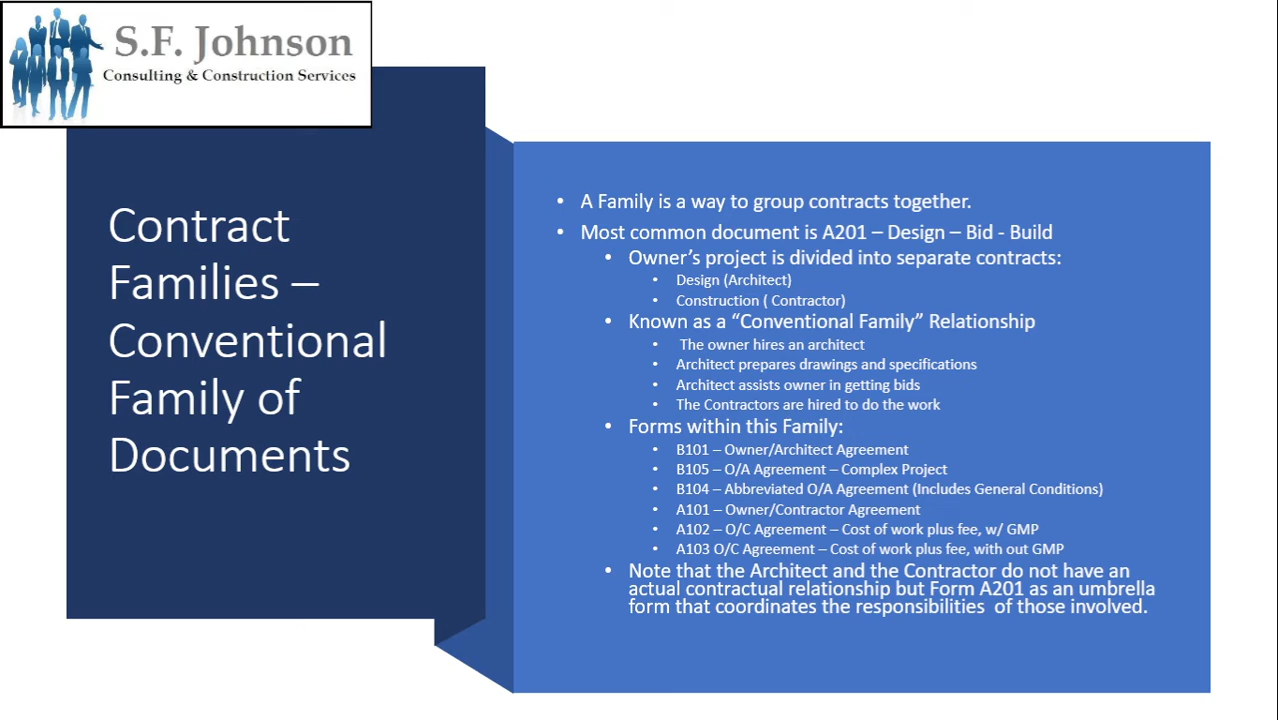 S.F. Johnson
Consulting & Construction Services
Contract
Families –
Conventional
Family of
Documents
• A Family is a way to group contracts together.
• Most common document is A201 – Design – Bid - Build
• Owner’s project is divided into separate contracts:
• Design (Architect)
• Construction ( Contractor)
• Known as a “Conventional Family” Relationship
• The owner hires an architect
• Architect prepares drawings and specifications
• Architect assists owner in getting bids
• The Contractors are hired to do the work
• Forms within this Family:
• B101 – Owner/Architect Agreement
• B105 – O/A Agreement – Complex Project
• B104 – Abbreviated O/A Agreement (Includes General Conditions)
• A101 – Owner/Contractor Agreement
• A102 – O/C Agreement – Cost of work plus fee, w/ GMP
• A103 O/C Agreement – Cost of work plus fee, with out GMP
• Note that the Architect and the Contractor do not have an
actual contractual relationship but Form A201 as an umbrella
form that coordinates the responsibilities of those involved.